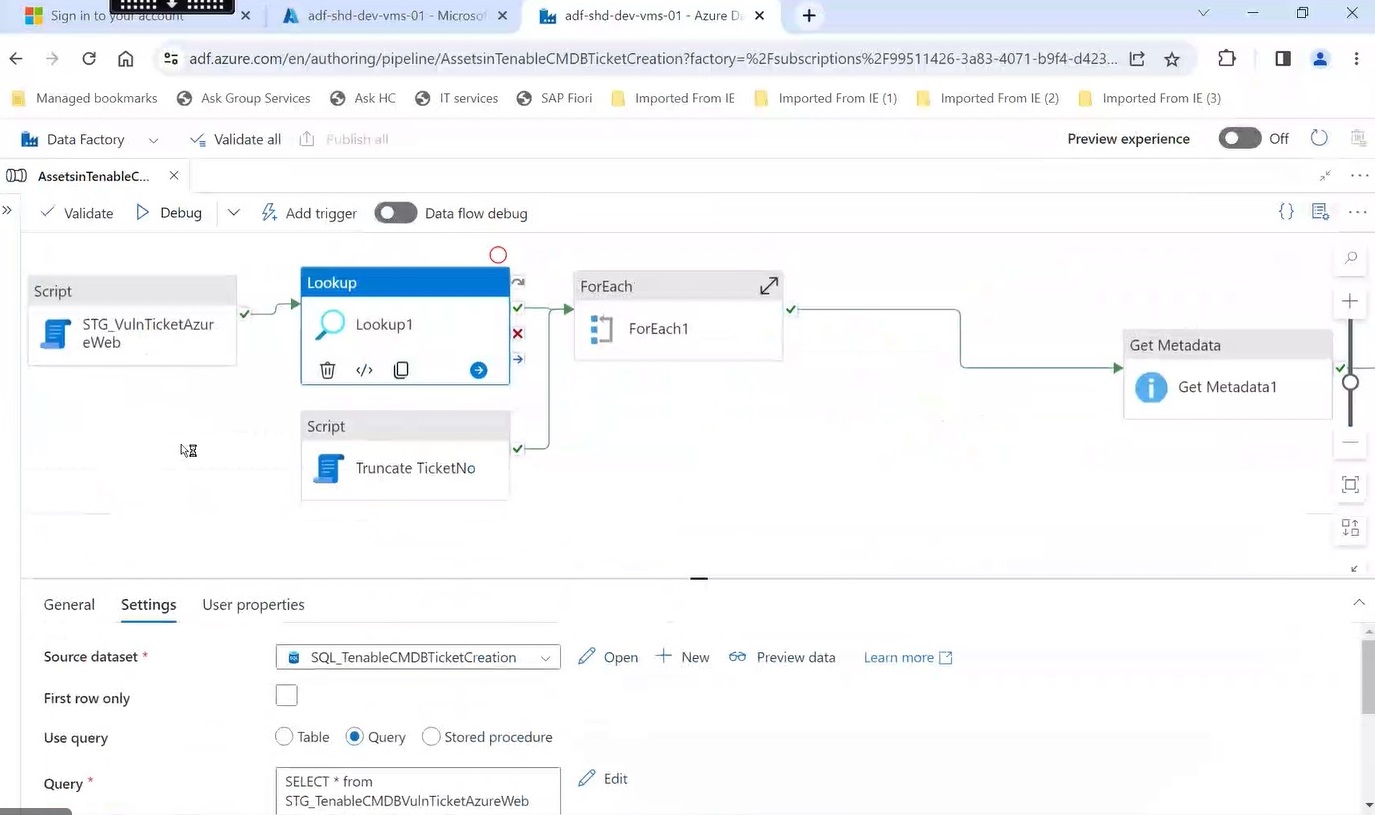 Sign in to your account
adf-shd-dev-vms-01 - Microsof
adf-shd-dev-vms-01 - Azure Da
adf.azure.com/en/authoring/pipeline/AssetsinTenableCMDBTicketCreation?factory=%2Fsubscriptions%2F99511426-3a83-4071-b9f4-d423...
Managed bookmarks
Ask Group Services
Ask HC
IT services
SAP Fiori
Imported From IE
Imported From IE (1)
Imported From IE (2)
Imported From IE (3)
Data Factory
Validate all
Publish all
Preview experience
Off
AssetsinTenableC...
Validate
Debug
Add trigger
Data flow debug
Script
STG_VulnTicketAzur
eWeb
Lookup
Lookup1
ForEach
ForEach1
Get Metadata
Get Metadata1
Script
Truncate TicketNo
General
Settings
User properties
Source dataset *
SQL_TenableCMDBTicketCreation
Open
New
Preview data
Learn more
First row only
Use query
Table
Query
Stored procedure
Query *
SELECT * from
STG_TenableCMDBVulnTicketAzureWeb
Edit